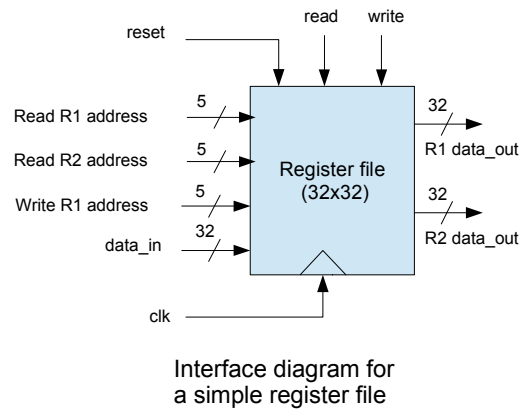 reset
read
write
Read R1 address
5
Read R2 address
5
Write R1 address
5
data_in
32
Register file
(32x32)
32
R1 data_out
32
R2 data_out
clk
Interface diagram for
a simple register file